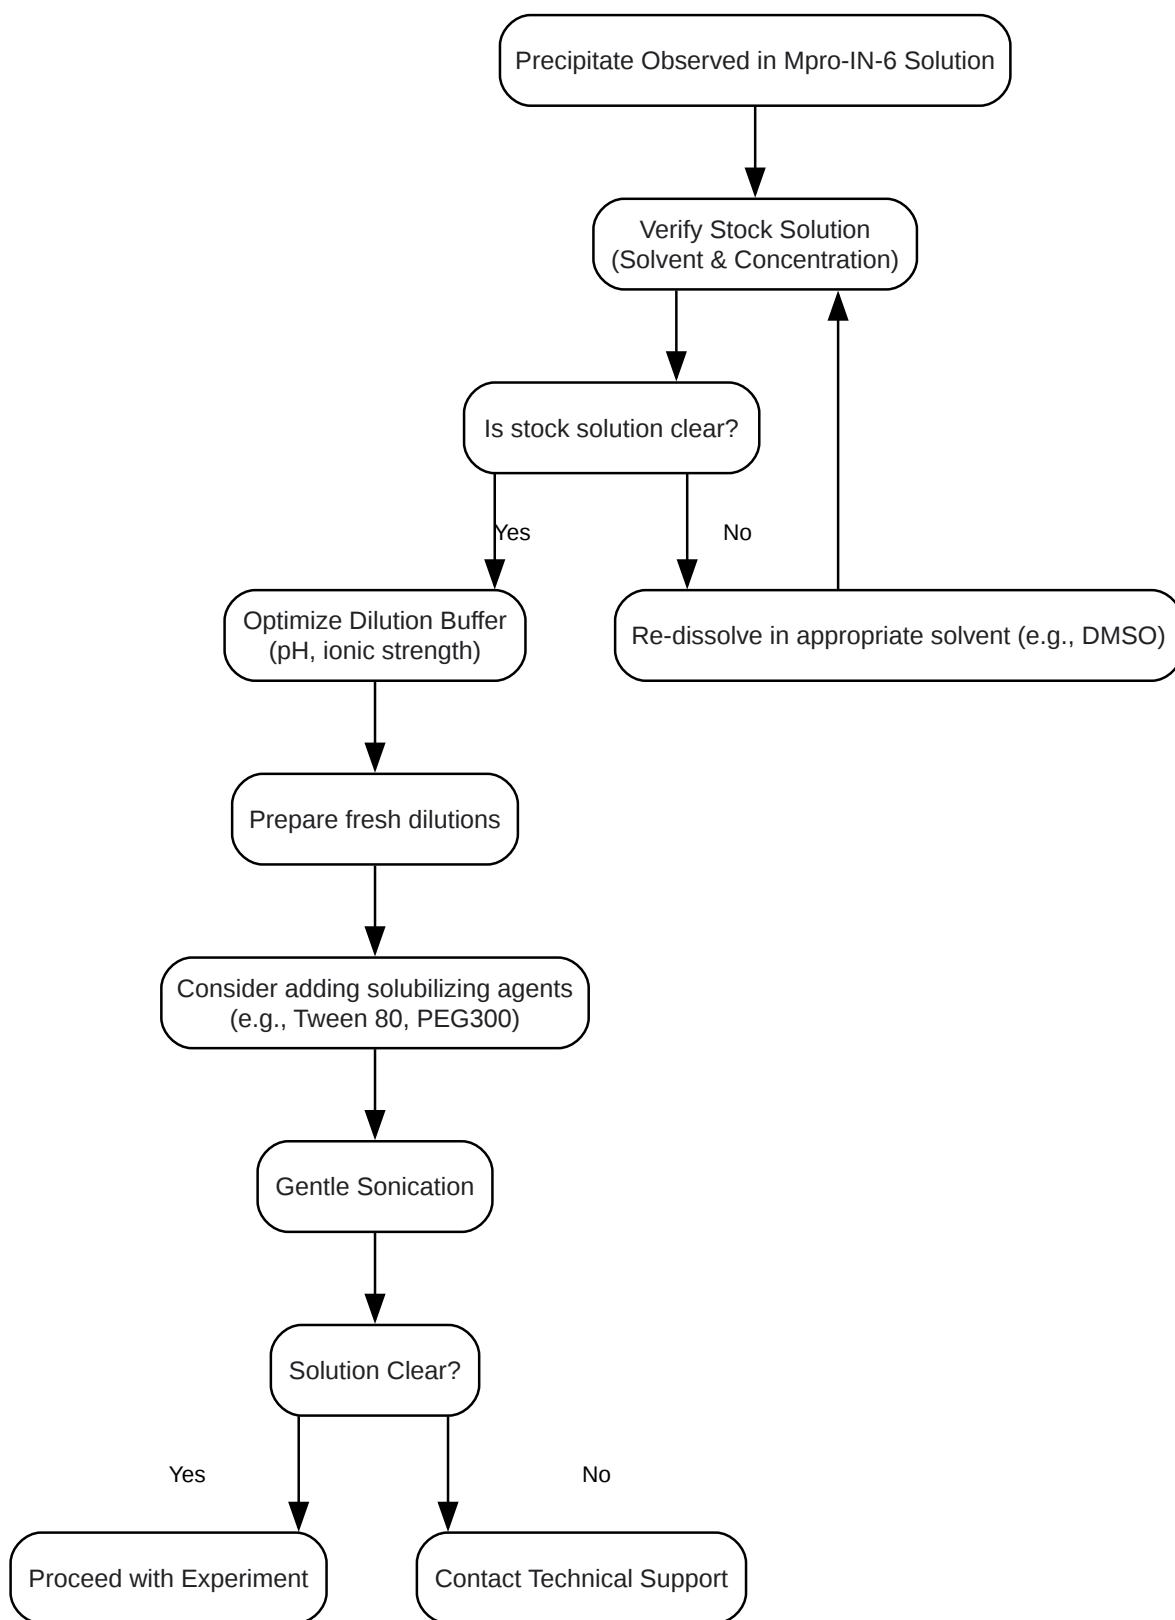 Precipitate Observed in Mpro-IN-6 Solution
Verify Stock Solution
(Solvent & Concentration)
Is stock solution clear?
Yes
No
Optimize Dilution Buffer
(pH, ionic strength)
Re-dissolve in appropriate solvent (e.g., DMSO)
Prepare fresh dilutions
Consider adding solubilizing agents
(e.g., Tween 80, PEG300)
Gentle Sonication
Solution Clear?
Yes
No
Proceed with Experiment
Contact Technical Support